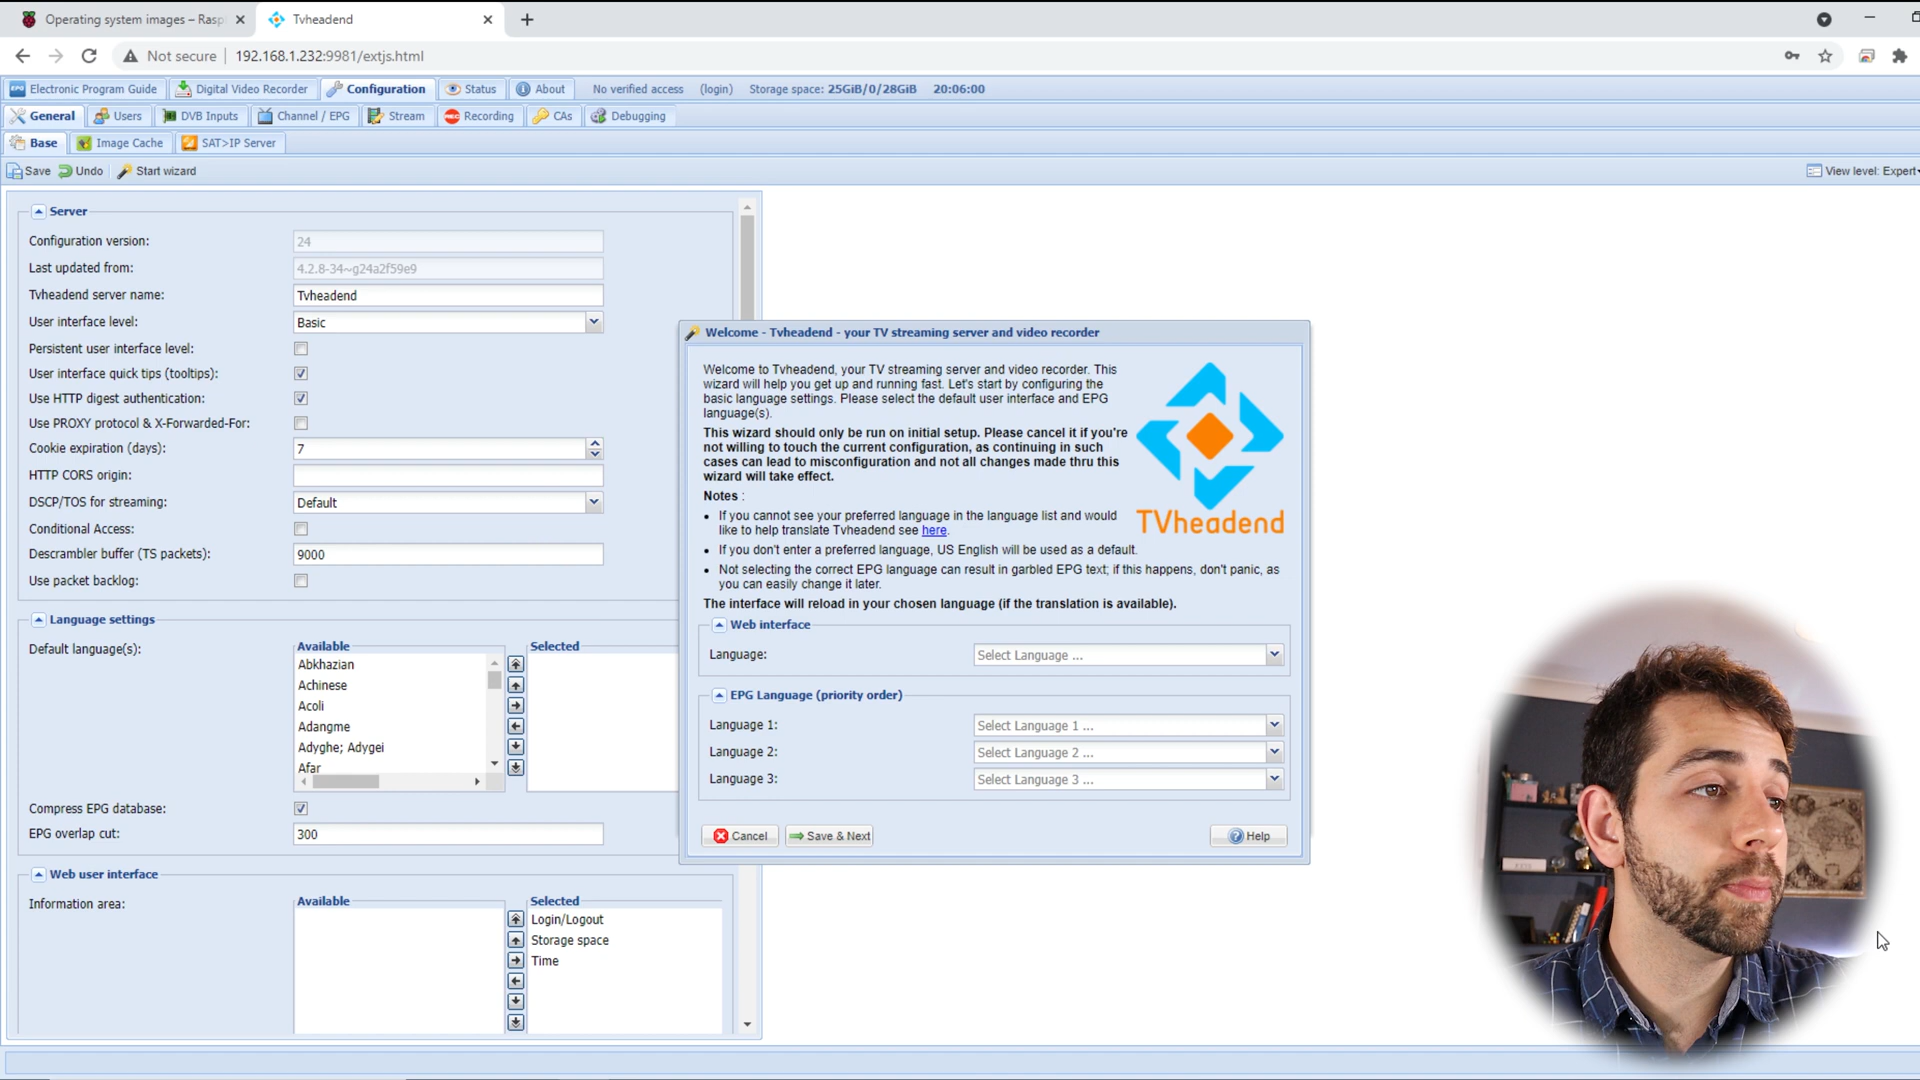 Operating system images – Rasp
Tvheadend
Not secure
192.168.1.232:9981/extjs.html
Electronic Program Guide
Digital Video Recorder
Configuration
Status
About
No verified access
(login)
Storage space: 25GiB/0/28GiB
20:06:00
General
Users
DVB Inputs
Channel / EPG
Stream
Recording
CAs
Debugging
Base
Image Cache
SAT>IP Server
Save
Undo
Start wizard
View level: Expert
Server
Configuration version:
24
Last updated from:
4.2.8-34~g24a2f59e9
Tvheadend server name:
Tvheadend
User interface level:
Basic
Persistent user interface level:
User interface quick tips (tooltips):
Use HTTP digest authentication:
Use PROXY protocol & X-Forwarded-For:
Cookie expiration (days):
7
HTTP CORS origin:
DSCP/TOS for streaming:
Default
Conditional Access:
Descrambler buffer (TS packets):
9000
Use packet backlog:
Language settings
Default language(s):
Available
Abkhazian
Achinese
Acoli
Adangme
Adyghe; Adygei
Afar
Selected
Compress EPG database:
EPG overlap cut:
300
Web user interface
Information area:
Available
Selected
Login/Logout
Storage space
Time
Welcome - Tvheadend - your TV streaming server and video recorder
Welcome to Tvheadend, your TV streaming server and video recorder. This
wizard will help you get up and running fast. Let's start by configuring the
basic language settings. Please select the default user interface and EPG
language(s).
This wizard should only be run on initial setup. Please cancel it if you're
not willing to touch the current configuration, as continuing in such
cases can lead to misconfiguration and not all changes made thru this
wizard will take effect.
Notes :
If you cannot see your preferred language in the language list and would
like to help translate Tvheadend see here.
If you don't enter a preferred language, US English will be used as a default.
Not selecting the correct EPG language can result in garbled EPG text; if this happens, don't panic, as
you can easily change it later.
The interface will reload in your chosen language (if the translation is available).
TVheadend
Web interface
Language:
Select Language ...
EPG Language (priority order)
Language 1:
Select Language 1 ...
Language 2:
Select Language 2 ...
Language 3:
Select Language 3 ...
Cancel
Save & Next
Help